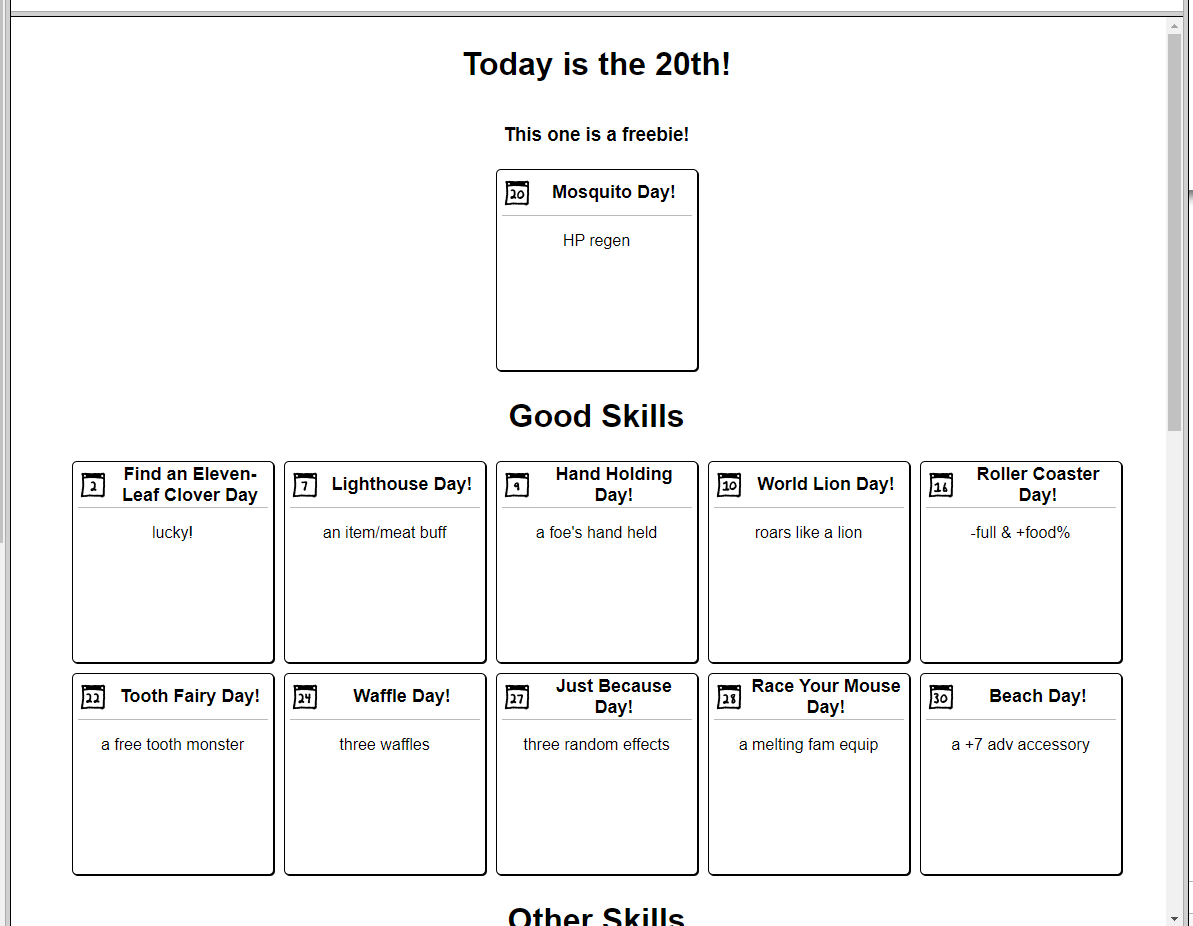 Today is the 20th!
This one is a freebie!
20 Mosquito Day!
HP regen
Good Skills
2 Find an Eleven-
Leaf Clover Day
lucky!
7 Lighthouse Day!
an item/meat buff
9 Hand Holding
Day!
a foe's hand held
10 World Lion Day!
roars like a lion
16 Roller Coaster
Day!
-full & +food%
22 Tooth Fairy Day!
a free tooth monster
24 Waffle Day!
three waffles
27 Just Because
Day!
three random effects
28 Race Your Mouse
Day!
a melting fam equip
30 Beach Day!
a +7 adv accessory
Other Skills